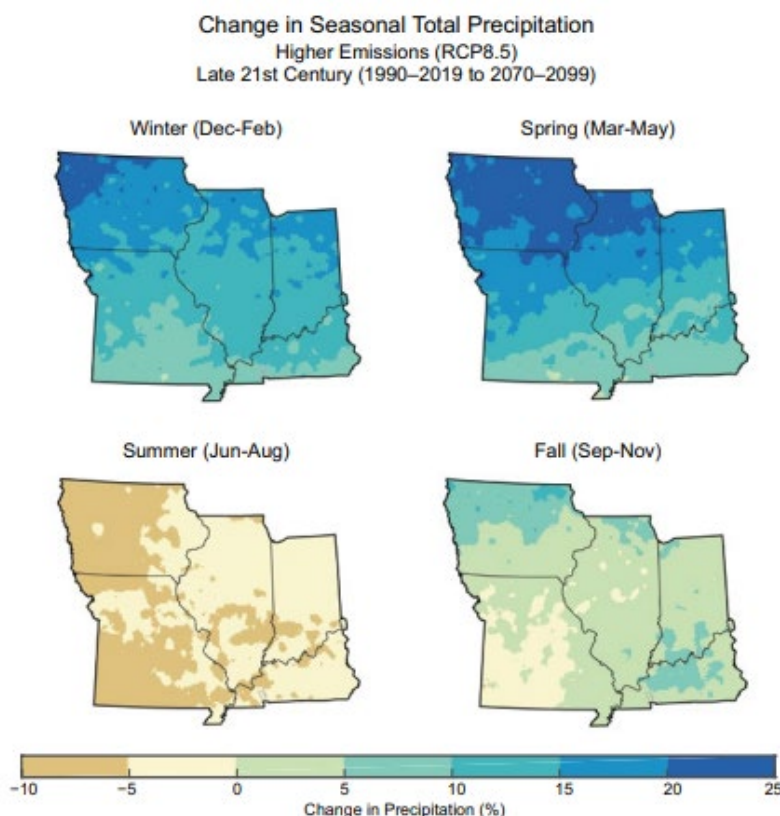 Change in Seasonal Total Precipitation
Higher Emissions (RCP8.5)
Late 21st Century (1990–2019 to 2070–2099)
Winter (Dec-Feb)
Spring (Mar-May)
Summer (Jun-Aug)
Fall (Sep-Nov)
−10 −5 0 5 10 15 20 25
Change in Precipitation (%)